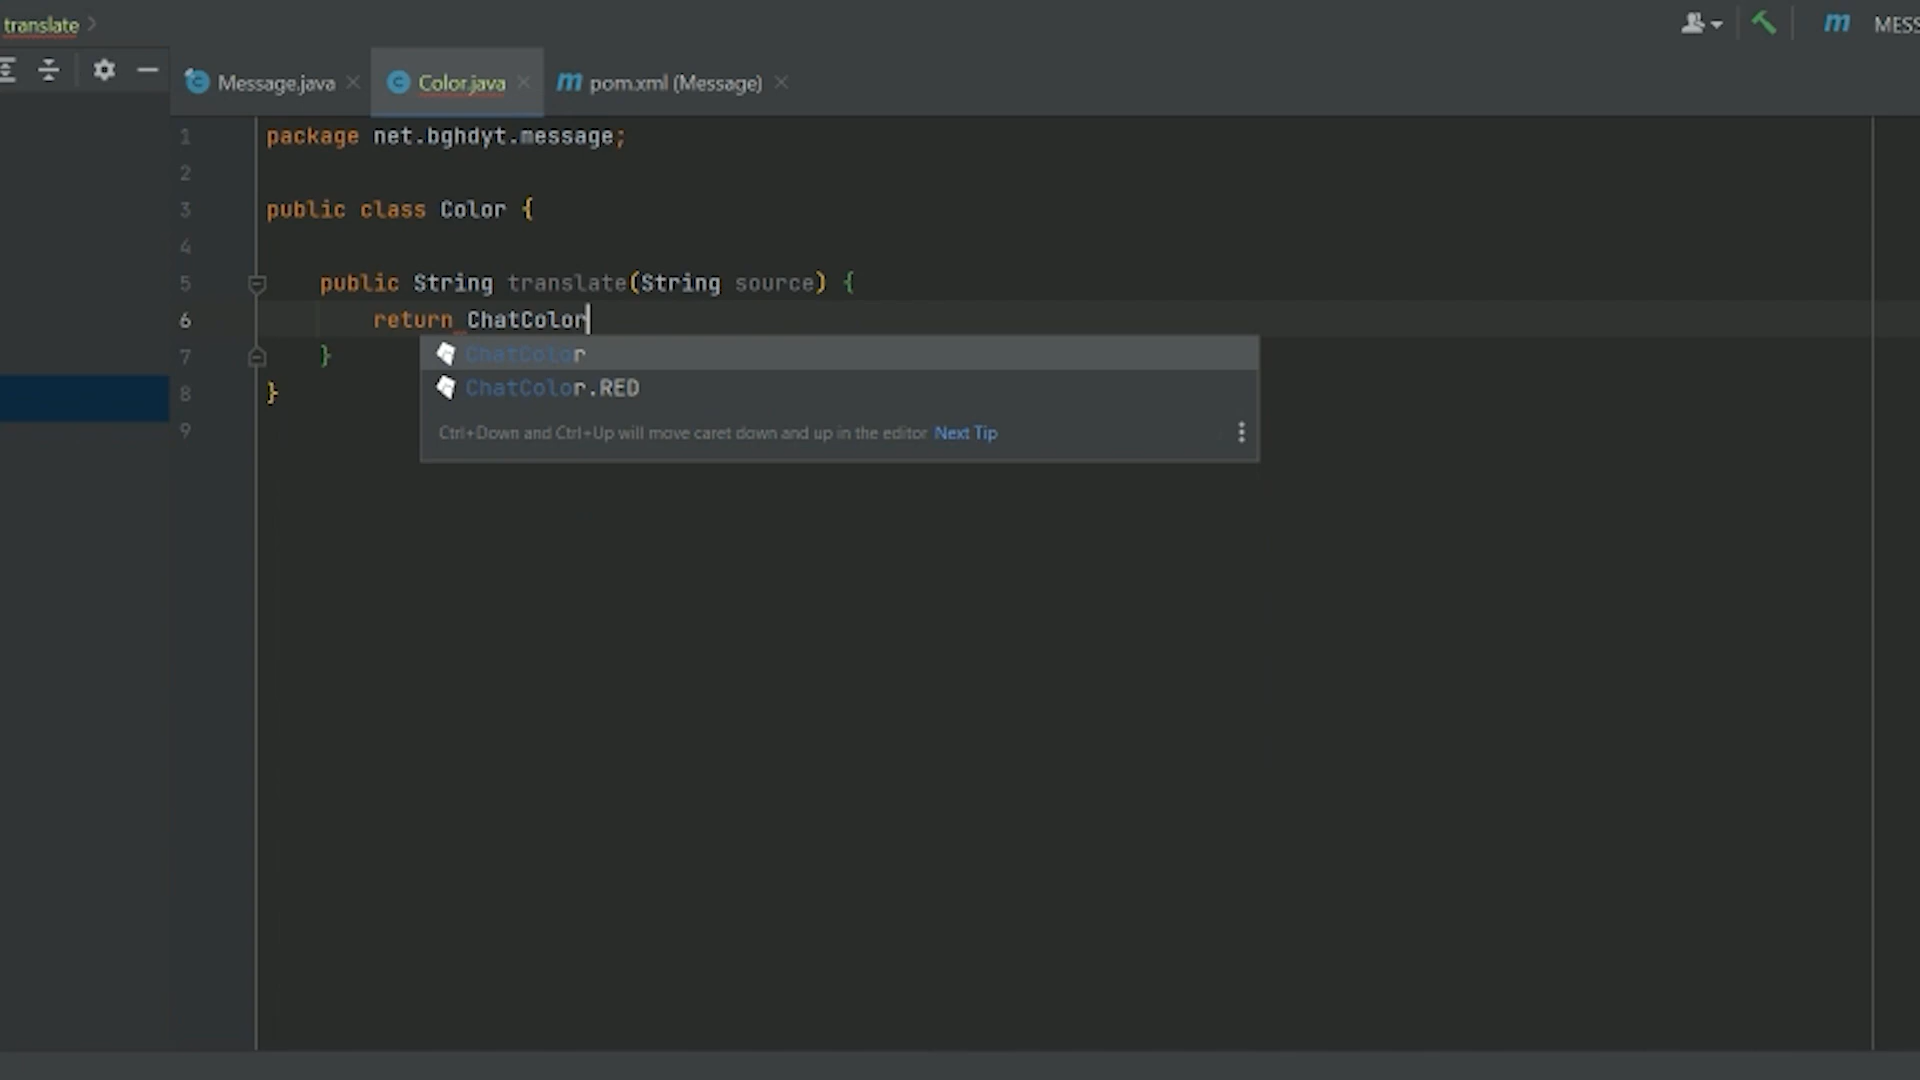 translate
MESS
Message.java
Color.java
pom.xml (Message)
1 package net.bghdyt.message;
2
3 public class Color {
4
5 public String translate(String source) {
6 return ChatColor
7 }
8 }
9
ChatColor
ChatColor.RED
Ctrl+Down and Ctrl+Up will move caret down and up in the editor Next Tip